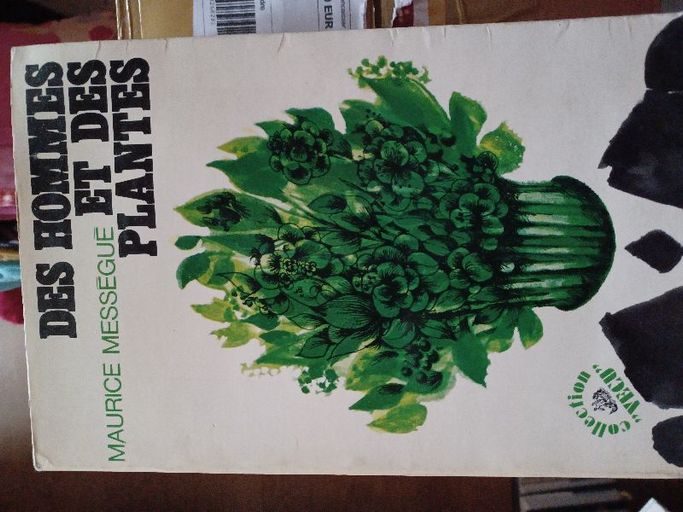 DES HOMMES
ET DES
PLANTES
MAURICE MESSÉGUÉ
collection
"VÉCU"